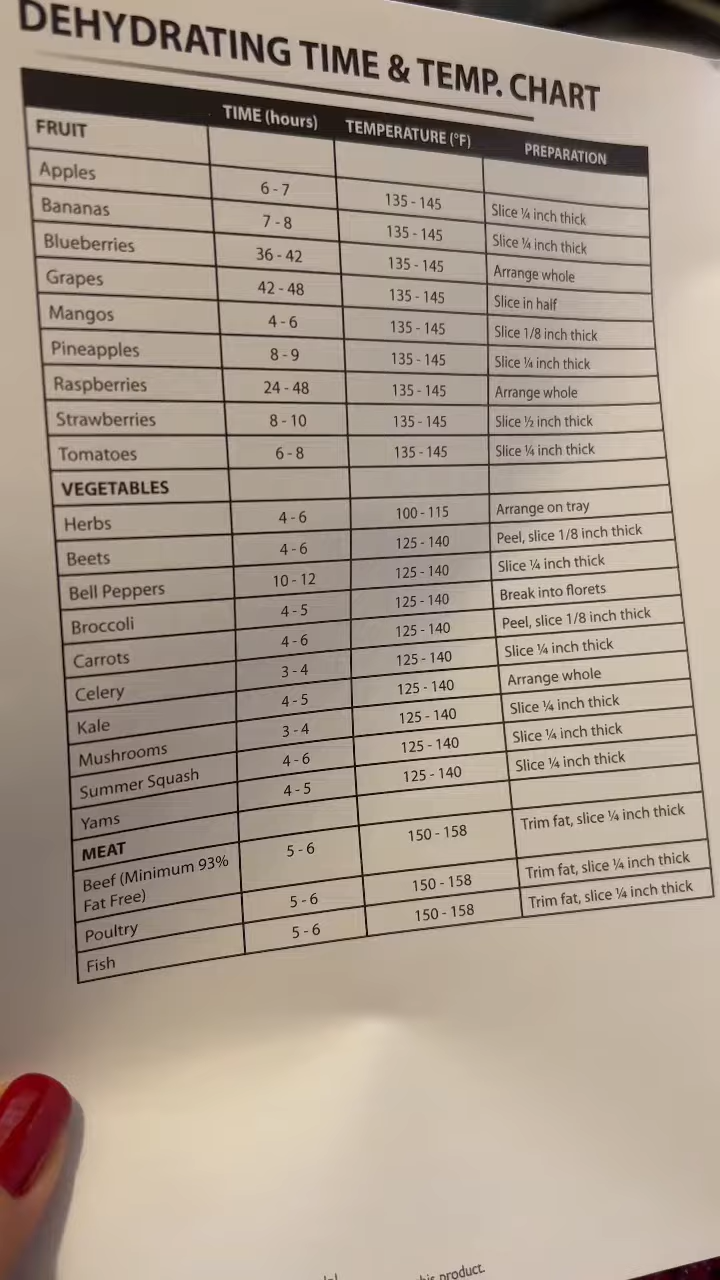 DEHYDRATING TIME & TEMP. CHART
TIME (hours) TEMPERATURE (°F) PREPARATION
FRUIT
Apples 6 - 7 135 - 145 Slice ¼ inch thick
Bananas 7 - 8 135 - 145 Slice ¼ inch thick
Blueberries 36 - 42 135 - 145 Arrange whole
Grapes 42 - 48 135 - 145 Slice in half
Mangos 4 - 6 135 - 145 Slice 1/8 inch thick
Pineapples 8 - 9 135 - 145 Slice ¼ inch thick
Raspberries 24 - 48 135 - 145 Arrange whole
Strawberries 8 - 10 135 - 145 Slice ½ inch thick
Tomatoes 6 - 8 135 - 145 Slice ¼ inch thick
VEGETABLES
Herbs 4 - 6 100 - 115 Arrange on tray
Beets 4 - 6 125 - 140 Peel, slice 1/8 inch thick
Bell Peppers 10 - 12 125 - 140 Slice ¼ inch thick
Broccoli 4 - 5 125 - 140 Break into florets
Carrots 4 - 6 125 - 140 Peel, slice 1/8 inch thick
Celery 3 - 4 125 - 140 Slice ¼ inch thick
Kale 4 - 5 125 - 140 Arrange whole
Mushrooms 3 - 4 125 - 140 Slice ¼ inch thick
Summer Squash 4 - 6 125 - 140 Slice ¼ inch thick
Yams 4 - 5 125 - 140 Slice ¼ inch thick
MEAT
Beef (Minimum 93% 5 - 6 150 - 158 Trim fat, slice ¼ inch thick
Fat Free)
Poultry 5 - 6 150 - 158 Trim fat, slice ¼ inch thick
Fish 5 - 6 150 - 158 Trim fat, slice ¼ inch thick
this product.